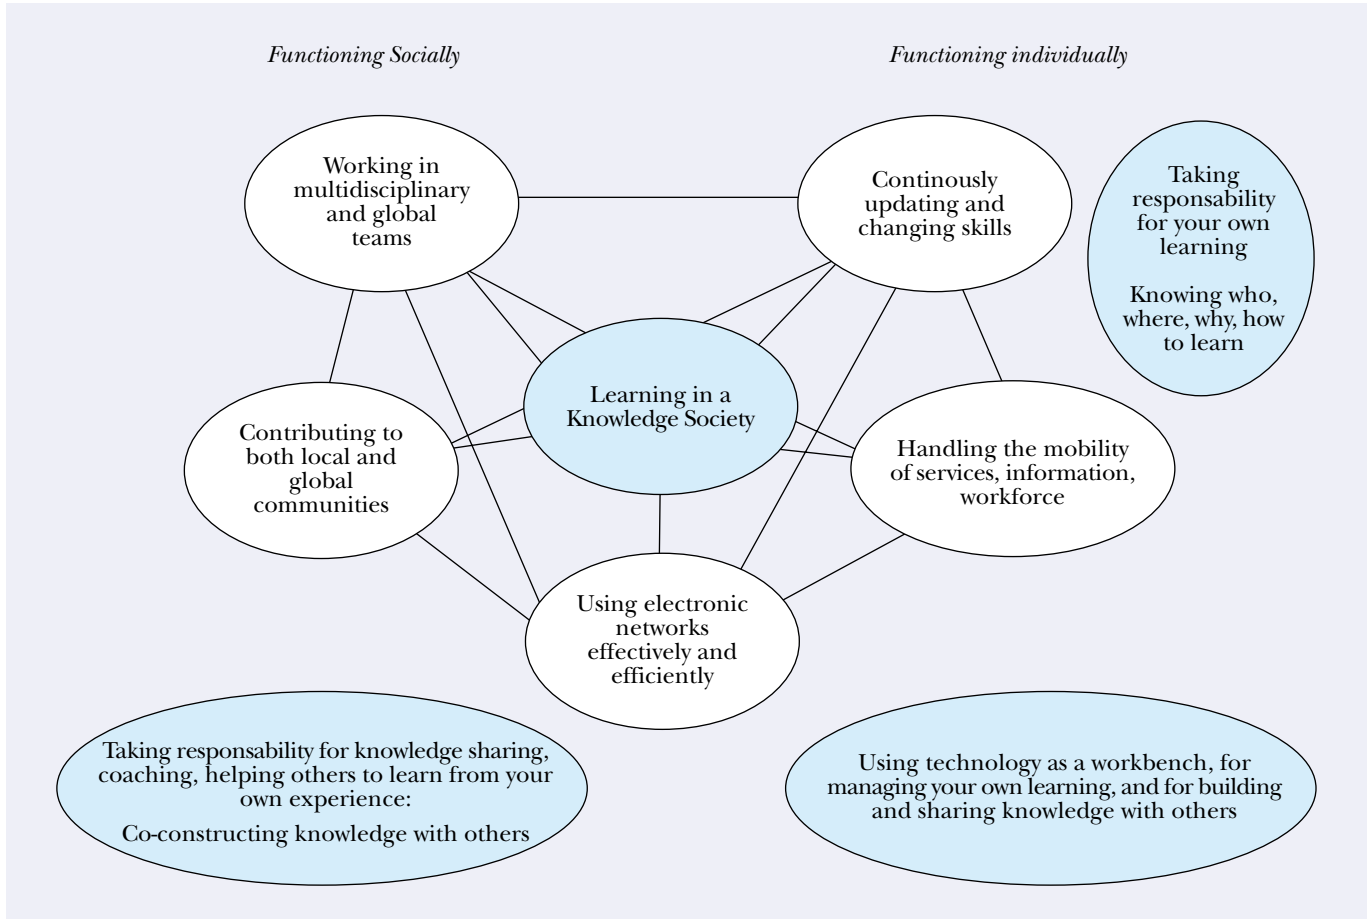 Functioning Socially
Functioning individually
Working in
multidisciplinary
and global
teams
Continously
updating and
changing skills
Taking
responsability
for your own
learning
Knowing who,
where, why, how
to learn
Learning in a
Knowledge Society
Contributing to
both local and
global
communities
Handling the mobility
of services, information,
workforce
Using electronic
networks
effectively and
efficiently
Taking responsability for knowledge sharing,
coaching, helping others to learn from your
own experience:
Co-constructing knowledge with others
Using technology as a workbench, for
managing your own learning, and for building
and sharing knowledge with others